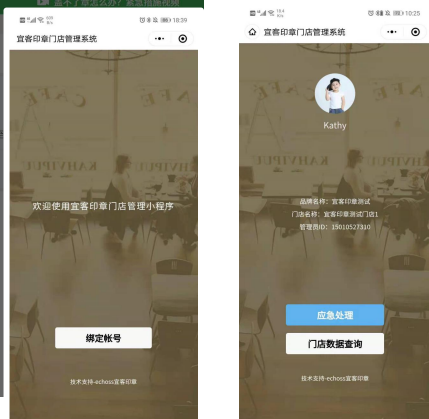 18:39
宜客印章门店管理系统
欢迎使用宜客印章门店管理小程序
绑定帐号
技术支持-echoss宜客印章
10:25
宜客印章门店管理系统
Kathy
品牌名称：宜客印章测试
门店名称：宜客印章测试门店1
管理员ID：15010527310
应急处理
门店数据查询
技术支持-echoss宜客印章